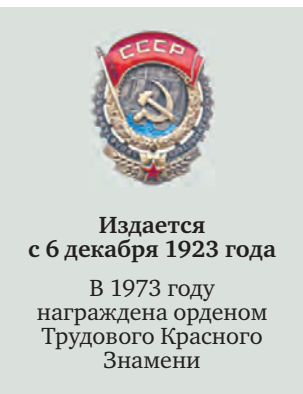 СССР
Издается
с 6 декабря 1923 года
В 1973 году
награждена орденом
Трудового Красного
Знамени